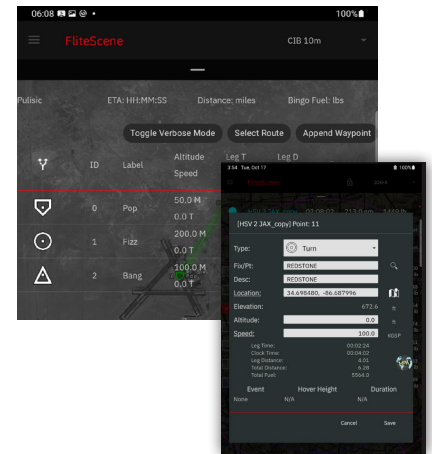 06:08
100%
FliteScene
CIB 10m
Pulisic ETA: HH:MM:SS Distance: miles Bingo Fuel: lbs
Toggle Verbose Mode Select Route Append Waypoint
ID Label Altitude Speed Leg T Leg D
0 Pop 50.0 M 0.0 T
1 Fizz 200.0 M 0.0 T
2 Bang 100.0 M 0.0 T
3:54 Tue, Oct 17
100%
[HSV 2 JAX_copy] Point: 11
Type: Turn
Fix/Pt: REDSTONE
Desc: REDSTONE
Location: 34.698480, -86.687996
Elevation: 672.6 ft
Altitude: 0.0 ft
Speed: 100.0 KGSP
Leg Time: 00:02:24
Clock Time: 00:04:02
Leg Distance: 4.01
Total Distance: 6.28
Total Fuel: 5564.0
Event Hover Height Duration
None N/A N/A
Cancel Save